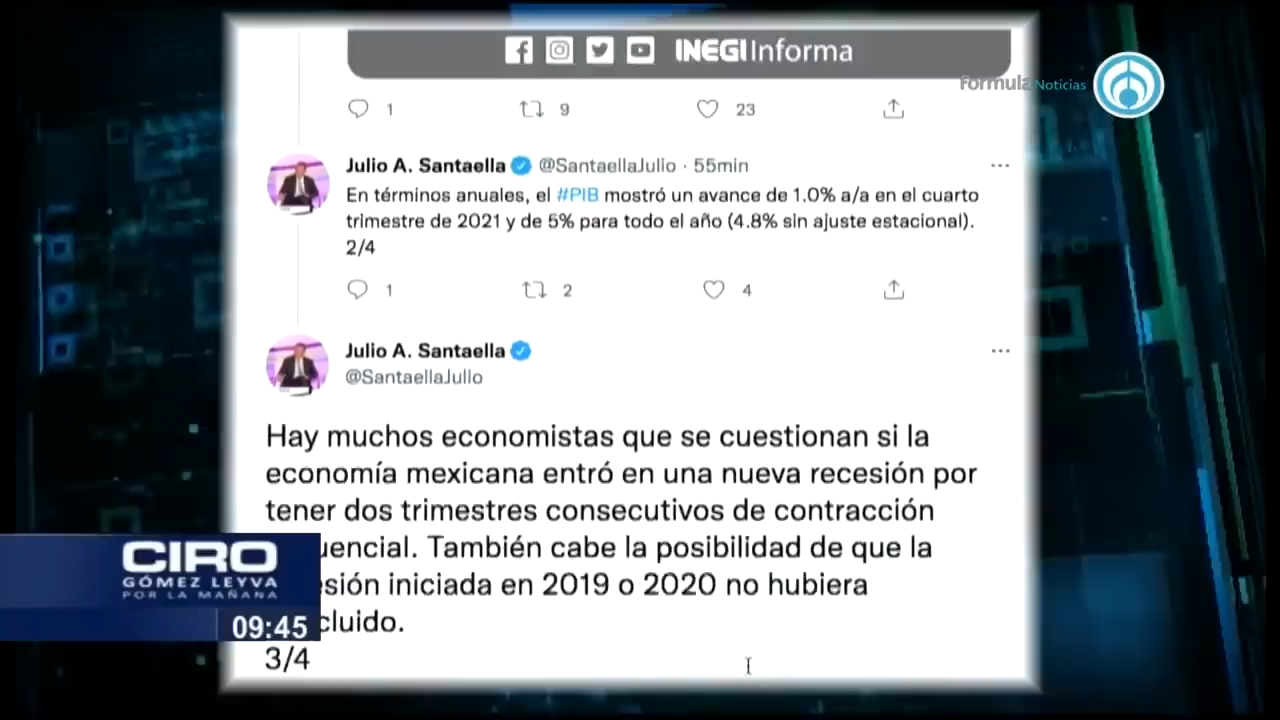 INEGI Informa
Formula Noticias
1 9 23
Julio A. Santaella @SantaellaJulio · 55min
En términos anuales, el #PIB mostró un avance de 1.0% a/a en el cuarto
trimestre de 2021 y de 5% para todo el año (4.8% sin ajuste estacional).
2/4
1 2 4
Julio A. Santaella
@SantaellaJulio
Hay muchos economistas que se cuestionan si la
economía mexicana entró en una nueva recesión por
tener dos trimestres consecutivos de contracción
uencial. También cabe la posibilidad de que la
esión iniciada en 2019 o 2020 no hubiera
cluido.
3/4
CIRO
GÓMEZ LEYVA
POR LA MAÑANA
09:45